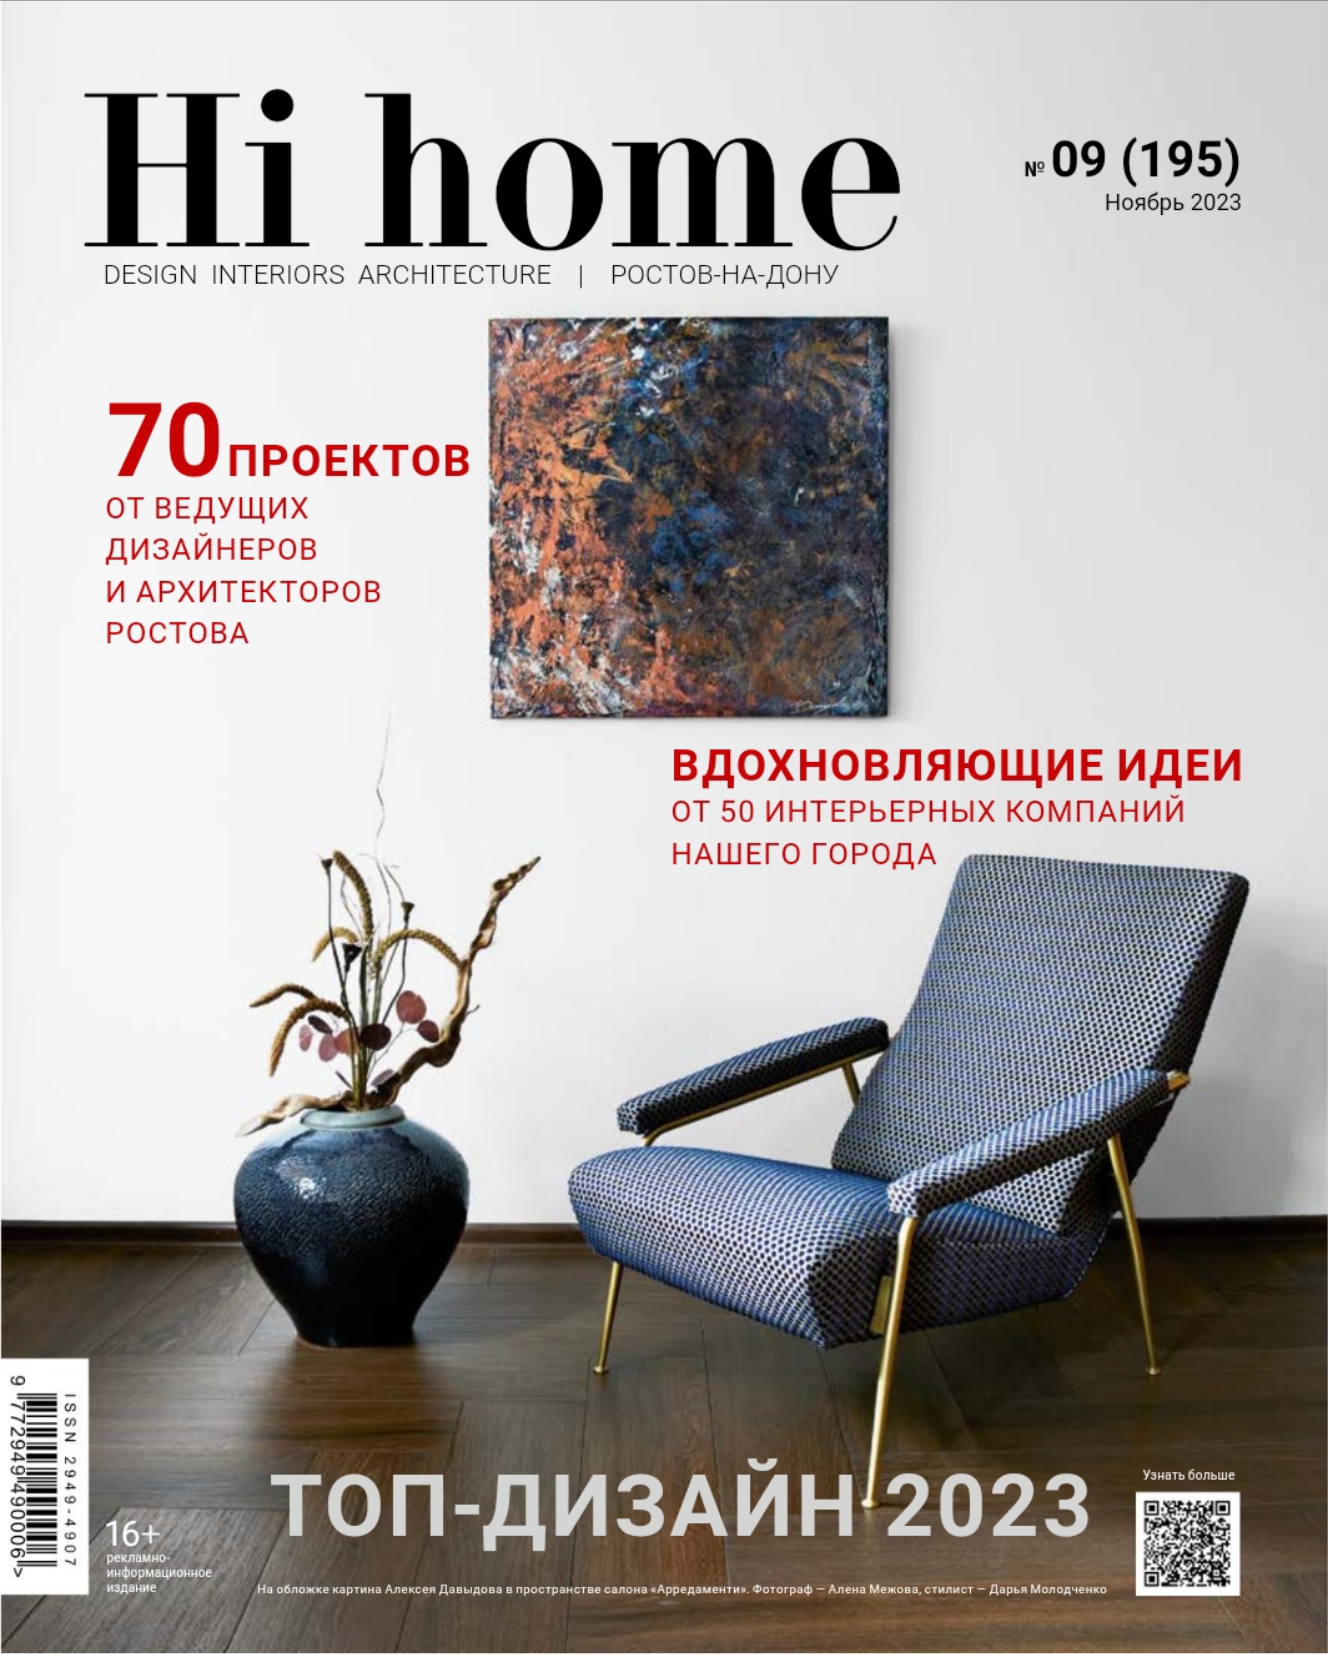 Hi home
№ 09 (195)
Ноябрь 2023
DESIGN INTERIORS ARCHITECTURE | РОСТОВ-НА-ДОНУ
70 ПРОЕКТОВ
ОТ ВЕДУЩИХ
ДИЗАЙНЕРОВ
И АРХИТЕКТОРОВ
РОСТОВА
ВДОХНОВЛЯЮЩИЕ ИДЕИ
ОТ 50 ИНТЕРЬЕРНЫХ КОМПАНИЙ
НАШЕГО ГОРОДА
ISSN 2949-4907
9 772949 490006 >
ТОП-ДИЗАЙН 2023
Узнать больше
16+
рекламно-
информационное
издание
На обложке картина Алексея Давыдова в пространстве салона «Арредаменти». Фотограф — Алена Межова, стилист — Дарья Молодченко